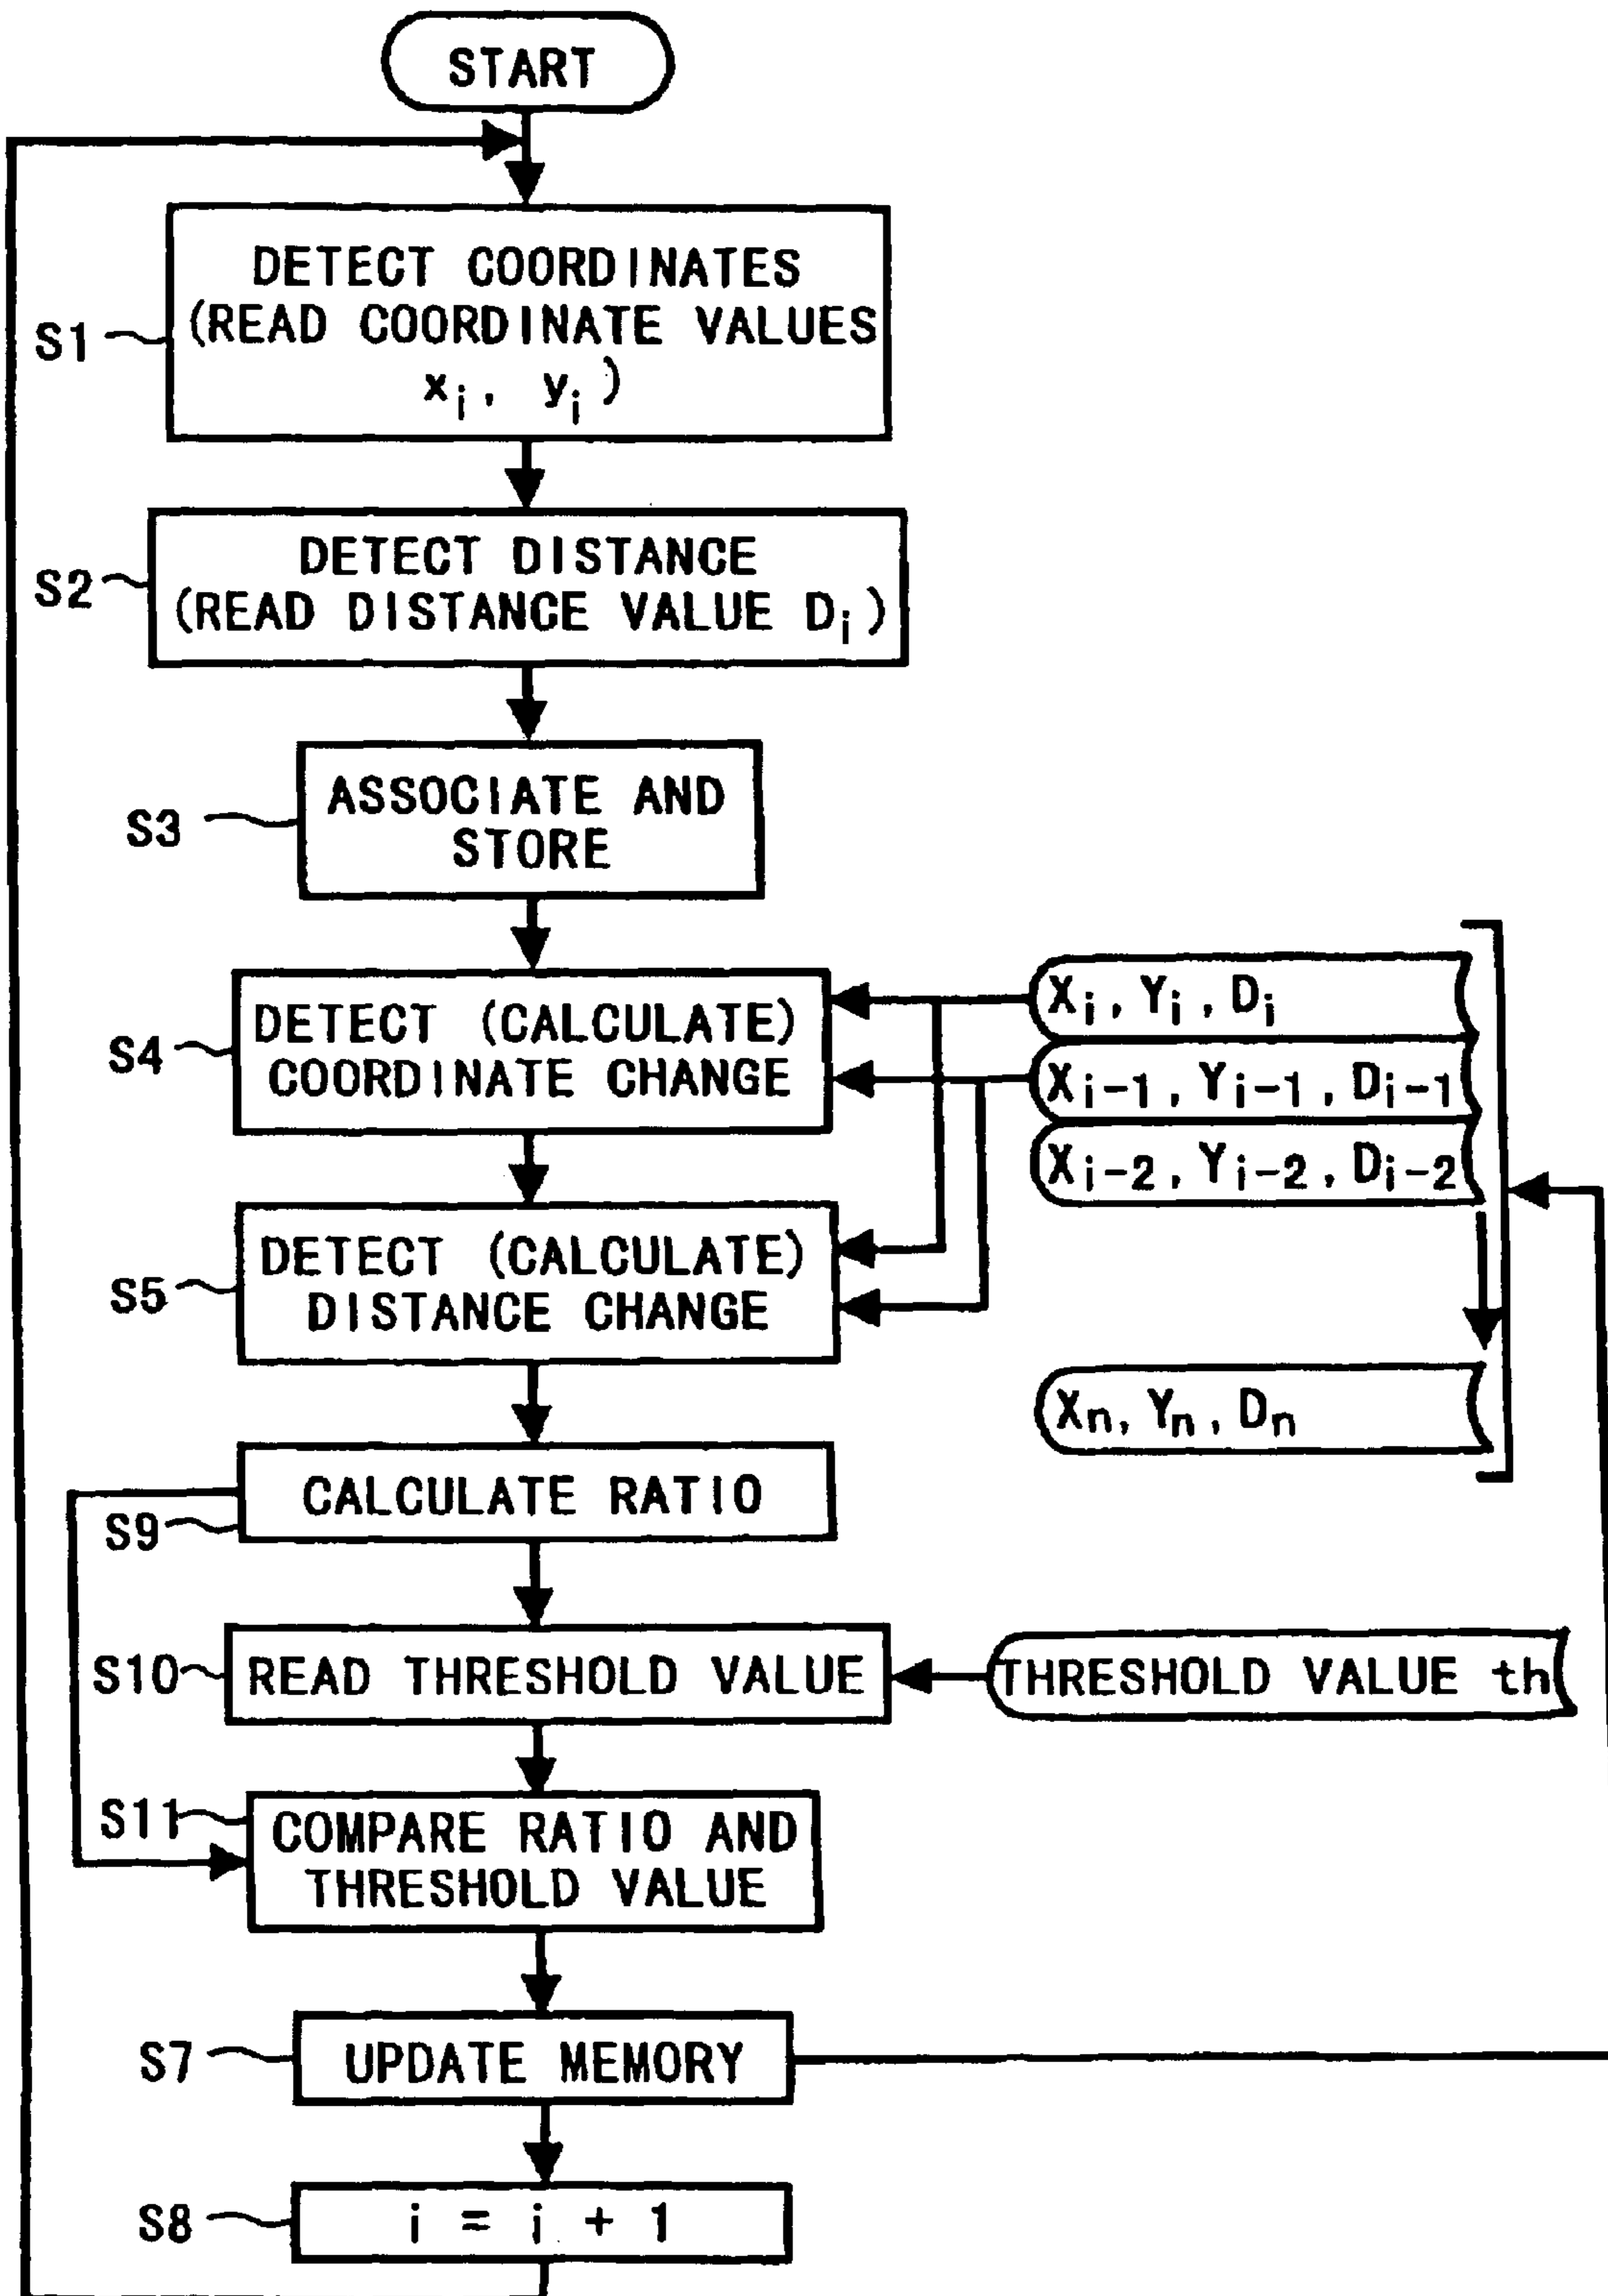 START
DETECT COORDINATES
(READ COORDINATE VALUES
xᵢ, yᵢ)
S1
DETECT DISTANCE
(READ DISTANCE VALUE Dᵢ)
S2
ASSOCIATE AND
STORE
S3
DETECT (CALCULATE)
COORDINATE CHANGE
S4
Xᵢ, Yᵢ, Dᵢ
Xᵢ₋₁, Yᵢ₋₁, Dᵢ₋₁
Xᵢ₋₂, Yᵢ₋₂, Dᵢ₋₂
DETECT (CALCULATE)
DISTANCE CHANGE
S5
Xₙ, Yₙ, Dₙ
CALCULATE RATIO
S9
S10
READ THRESHOLD VALUE
THRESHOLD VALUE th
S11
COMPARE RATIO AND
THRESHOLD VALUE
S7
UPDATE MEMORY
S8
i = i + 1